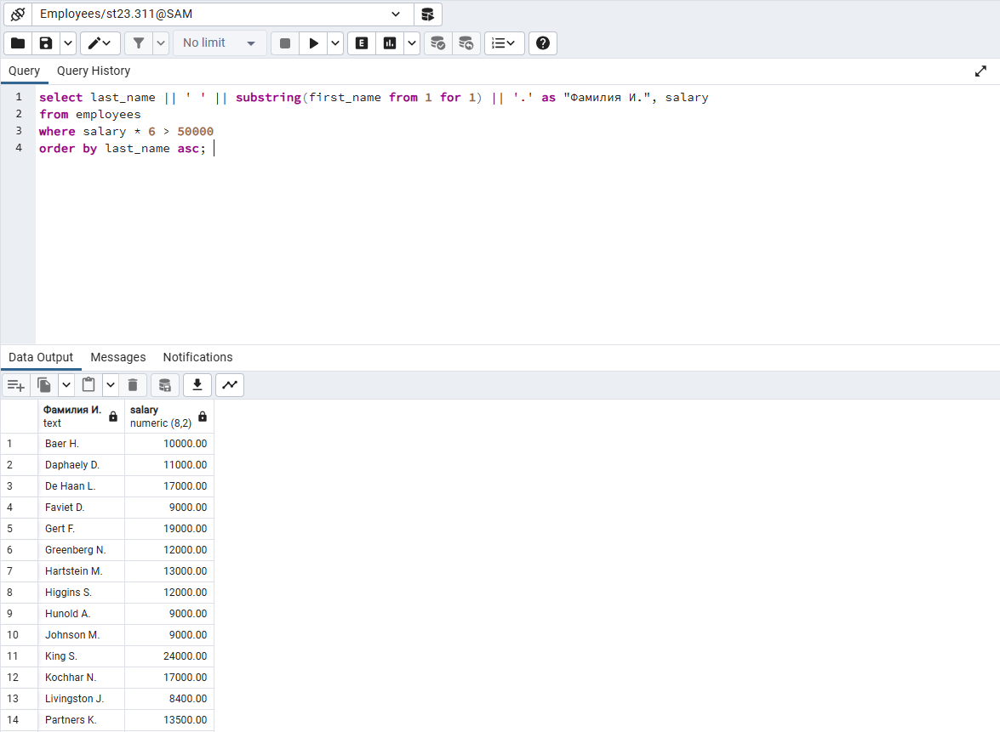 Employees/st23.311@SAM
No limit
Query Query History
1 select last_name || ' ' || substring(first_name from 1 for 1) || '.' as "Фамилия И.", salary
2 from employees
3 where salary * 6 > 50000
4 order by last_name asc;
Data Output Messages Notifications
Фамилия И. salary
text numeric (8,2)
1 Baer H. 10000.00
2 Daphaely D. 11000.00
3 De Haan L. 17000.00
4 Faviet D. 9000.00
5 Gert F. 19000.00
6 Greenberg N. 12000.00
7 Hartstein M. 13000.00
8 Higgins S. 12000.00
9 Hunold A. 9000.00
10 Johnson M. 9000.00
11 King S. 24000.00
12 Kochhar N. 17000.00
13 Livingston J. 8400.00
14 Partners K. 13500.00